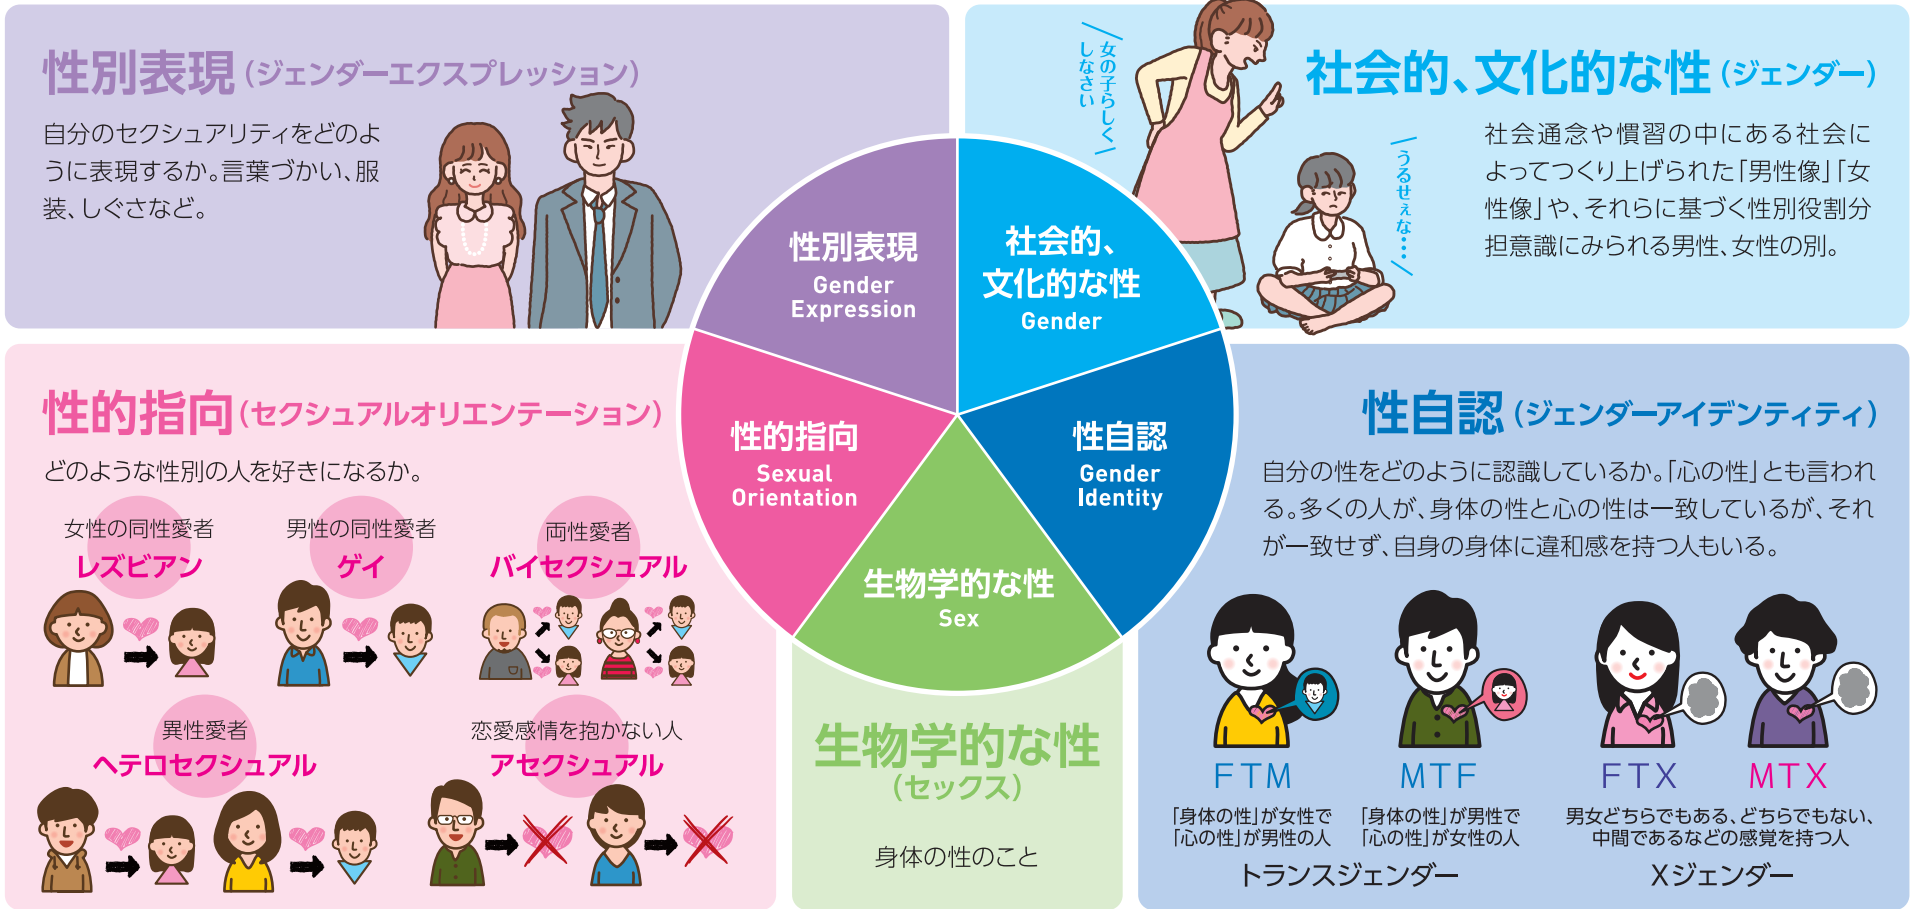 性別表現(ジェンダーエクスプレッション)
自分のセクシュアリティをどのよ
うに表現するか。言葉づかい、服
装、しぐさなど。
社会的、文化的な性(ジェンダー)
女の子らしく
しなさい
うるせぇな…
社会通念や慣習の中にある社会に
よってつくり上げられた「男性像」「女
性像」や、それらに基づく性別役割分
担意識にみられる男性、女性の別。
性別表現
Gender
Expression
社会的、
文化的な性
Gender
性的指向
Sexual
Orientation
性自認
Gender
Identity
生物学的な性
Sex
性的指向(セクシュアルオリエンテーション)
どのような性別の人を好きになるか。
女性の同性愛者
レズビアン
男性の同性愛者
ゲイ
両性愛者
バイセクシュアル
異性愛者
ヘテロセクシュアル
恋愛感情を抱かない人
アセクシュアル
生物学的な性
(セックス)
身体の性のこと
性自認(ジェンダーアイデンティティ)
自分の性をどのように認識しているか。「心の性」とも言われ
る。多くの人が、身体の性と心の性は一致しているが、それ
が一致せず、自身の身体に違和感を持つ人もいる。
FTM
「身体の性」が女性で
「心の性」が男性の人
MTF
「身体の性」が男性で
「心の性」が女性の人
トランスジェンダー
FTX
MTX
男女どちらでもある、どちらでもない、
中間であるなどの感覚を持つ人
Xジェンダー